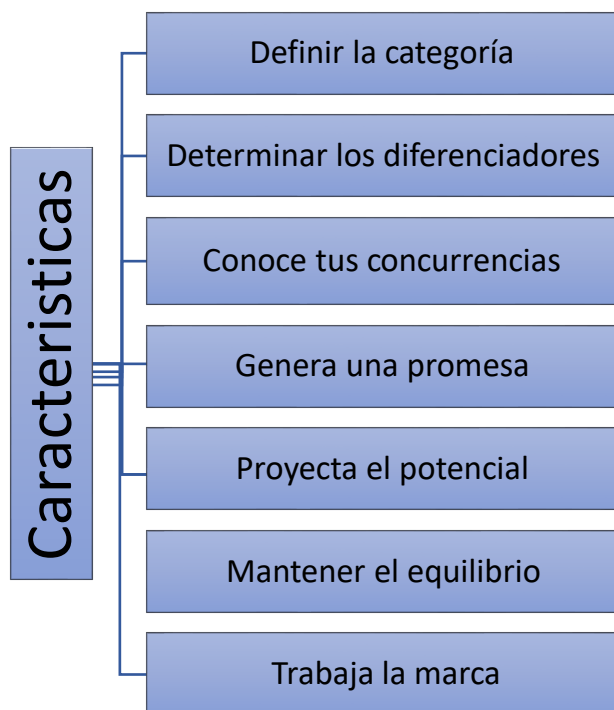 Caracteristicas
Definir la categoría
Determinar los diferenciadores
Conoce tus concurrencias
Genera una promesa
Proyecta el potencial
Mantener el equilibrio
Trabaja la marca